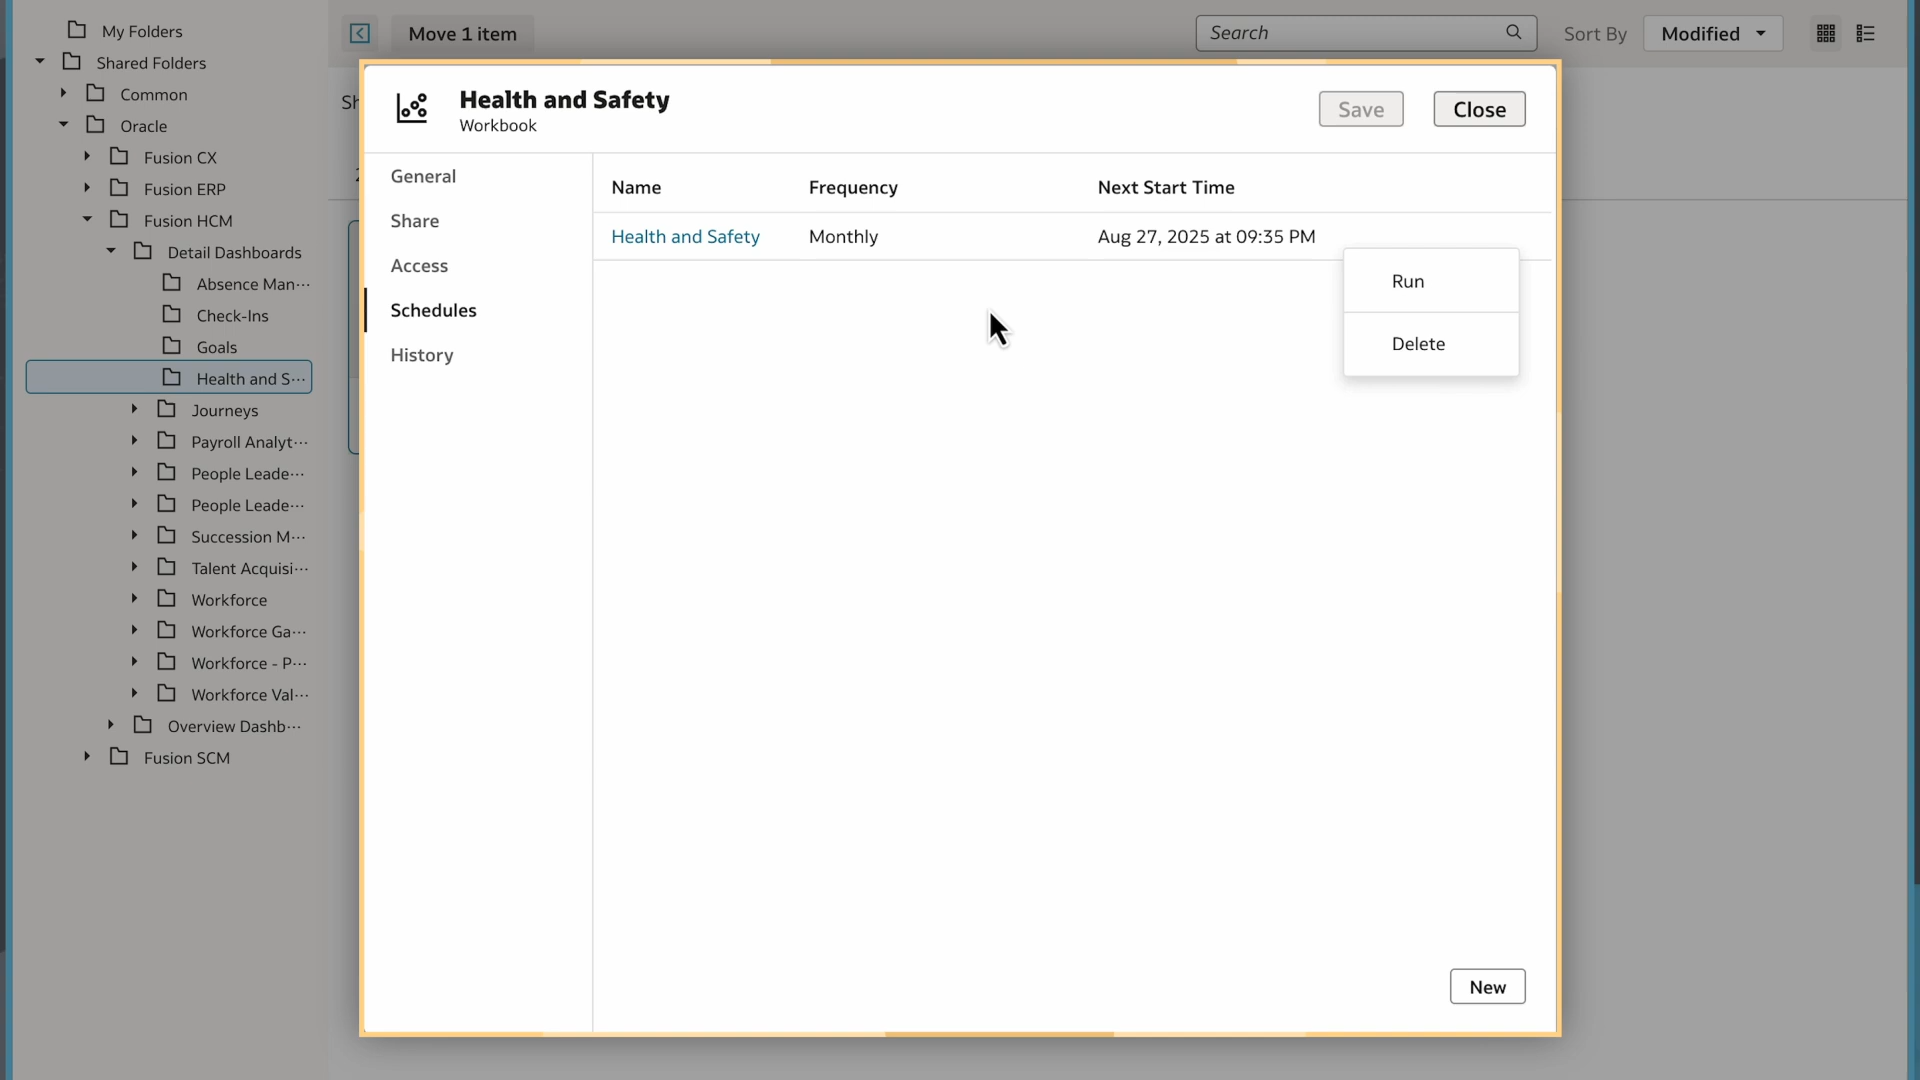 My Folders
Shared Folders
Common
Oracle
Fusion CX
Fusion ERP
Fusion HCM
Detail Dashboards
Absence Man···
Check-Ins
Goals
Health and S···
Journeys
Payroll Analyt···
People Leade···
People Leade···
Succession M···
Talent Acquisi···
Workforce
Workforce Ga···
Workforce - P···
Workforce Val···
Overview Dashb···
Fusion SCM
Move 1 item
Search
Sort By
Modified
Sh
Health and Safety
Workbook
Save
Close
General
Share
Access
Schedules
History
Name Frequency Next Start Time
Health and Safety Monthly Aug 27, 2025 at 09:35 PM
Run
Delete
New